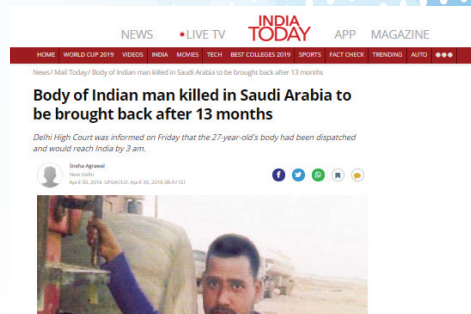 NEWS • LIVE TV INDIA TODAY APP MAGAZINE
HOME WORLD CUP 2019 VIDEOS INDIA MOVIES TECH BEST COLLEGES 2019 SPORTS FACT CHECK TRENDING AUTO
News / Mail Today / Body of Indian man killed in Saudi Arabia to be brought back after 13 months
Body of Indian man killed in Saudi Arabia to
be brought back after 13 months
Delhi High Court was informed on Friday that the 27-year-old's body had been dispatched
and would reach India by 3 am.
Sneha Agrawal
New Delhi
UPDATED: April 30, 2016 08:47 IST